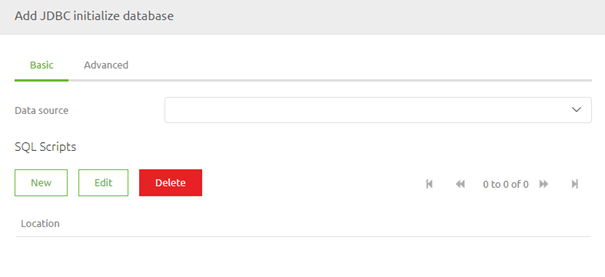 Add JDBC initialize database
Basic Advanced
Data source
SQL Scripts
New Edit Delete 0 to 0 of 0
Location